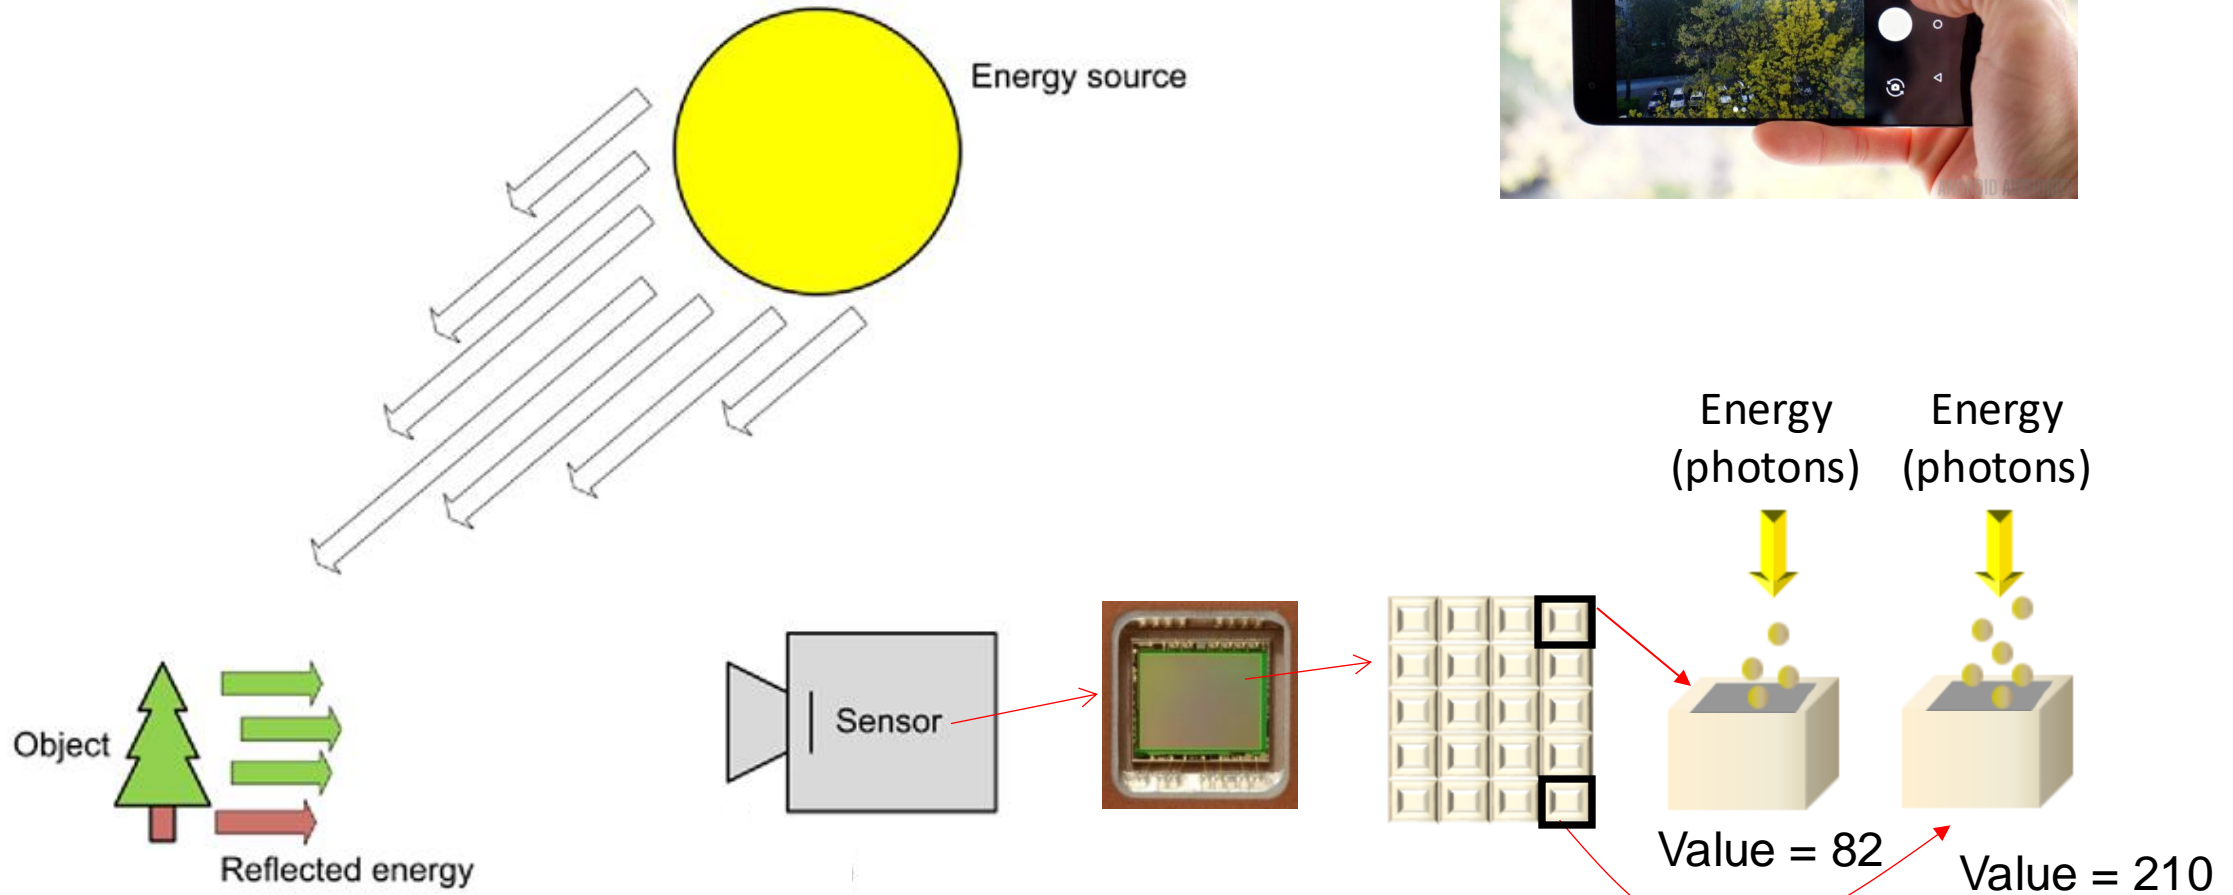 Energy source
Energy
(photons)
Energy
(photons)
Object
Sensor
Reflected energy
Value = 82
Value = 210